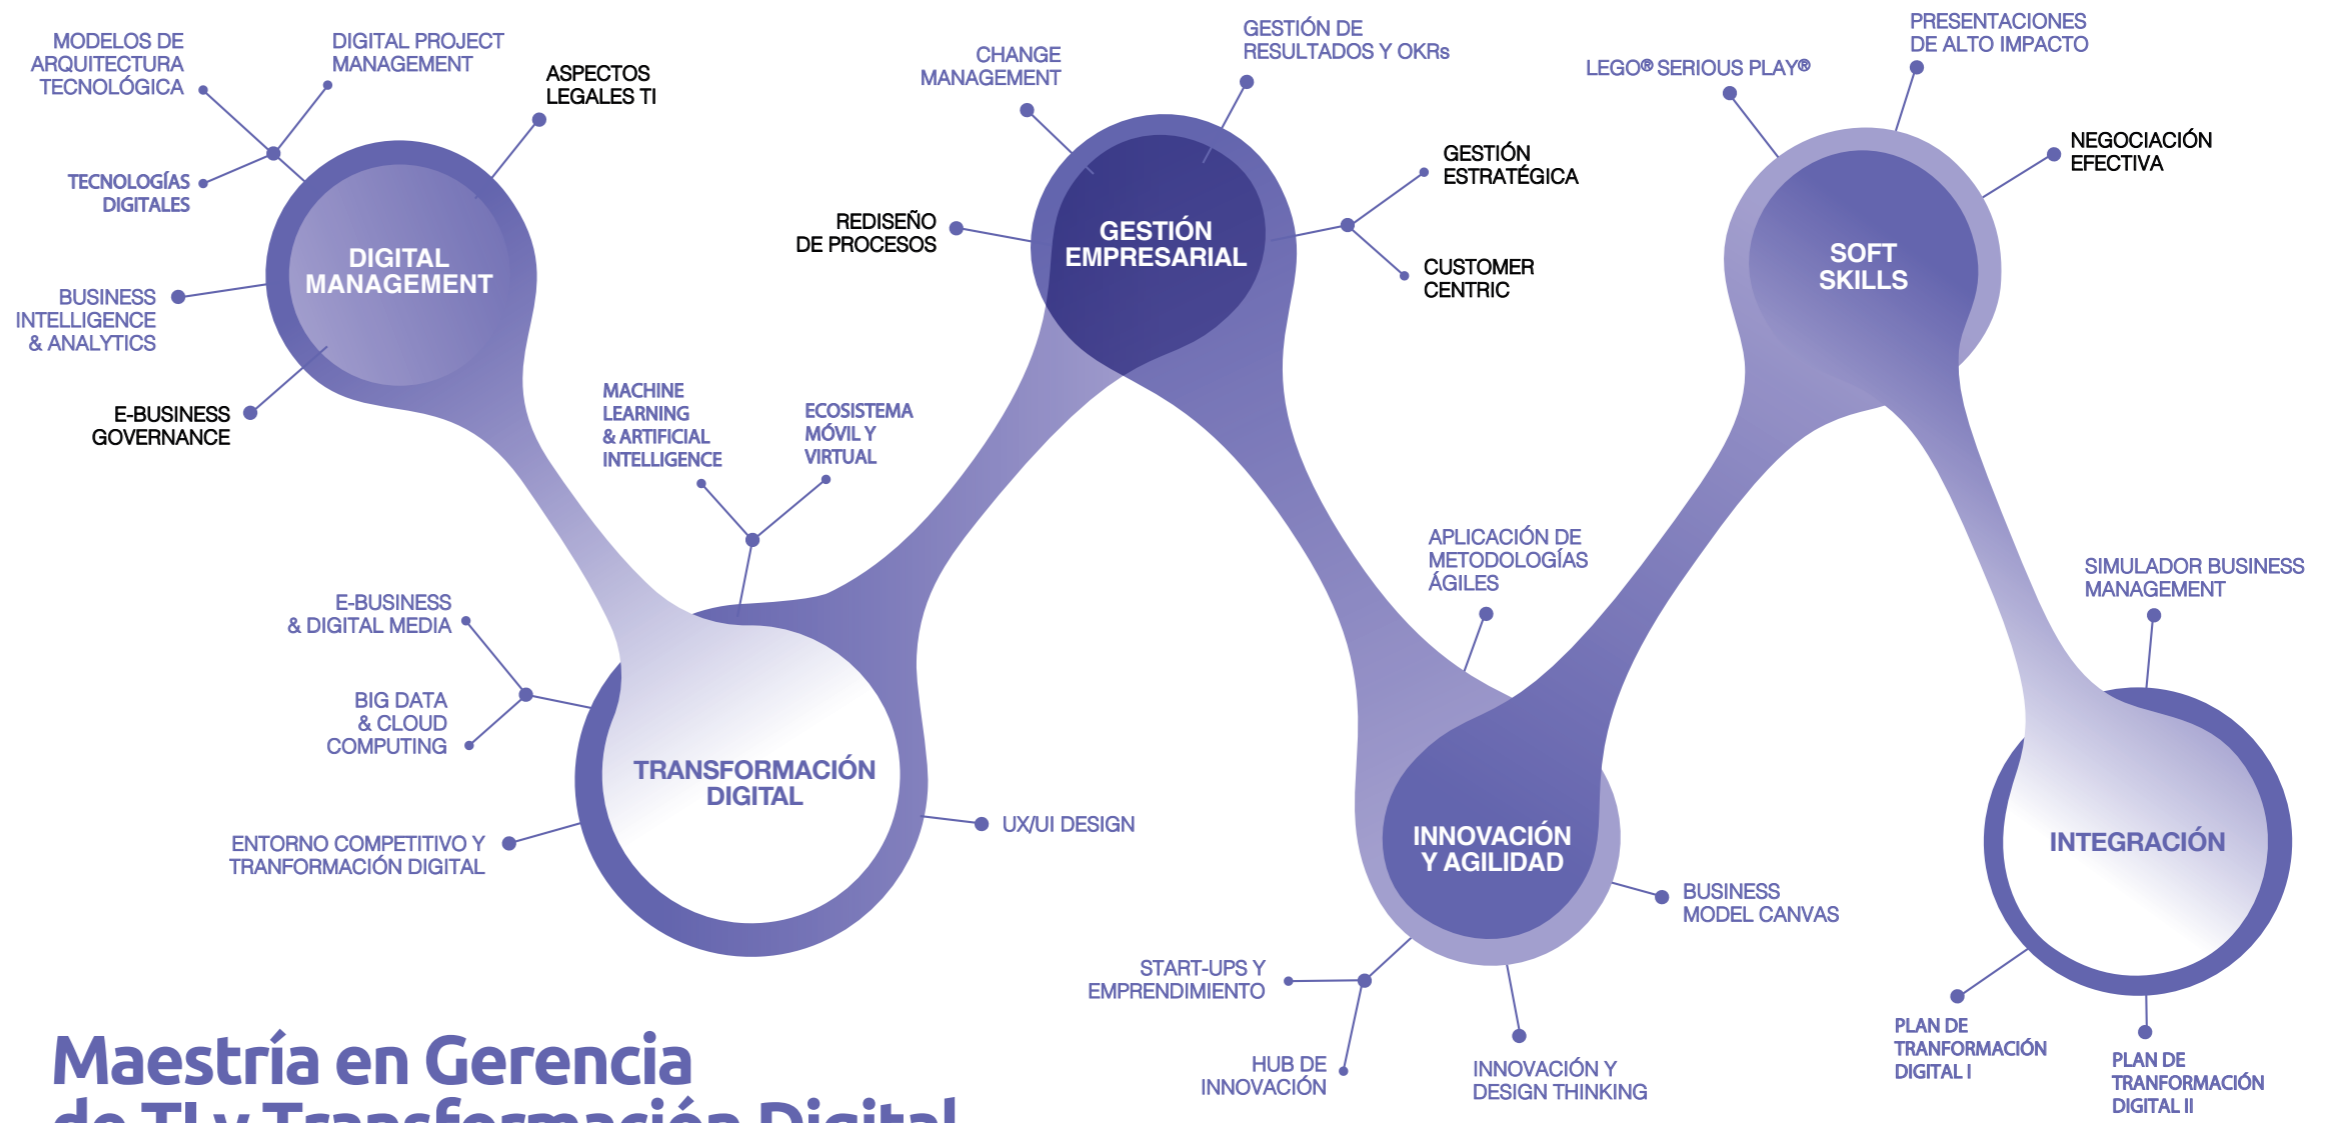 MODELOS DE
ARQUITECTURA
TECNOLÓGICA
DIGITAL PROJECT
MANAGEMENT
ASPECTOS
LEGALES TI
TECNOLOGÍAS
DIGITALES
DIGITAL
MANAGEMENT
BUSINESS
INTELLIGENCE
& ANALYTICS
E-BUSINESS
GOVERNANCE
MACHINE
LEARNING
& ARTIFICIAL
INTELLIGENCE
ECOSISTEMA
MÓVIL Y
VIRTUAL
E-BUSINESS
& DIGITAL MEDIA
BIG DATA
& CLOUD
COMPUTING
TRANSFORMACIÓN
DIGITAL
ENTORNO COMPETITIVO Y
TRANFORMACIÓN DIGITAL
UX/UI DESIGN
CHANGE
MANAGEMENT
GESTIÓN DE
RESULTADOS Y OKRs
REDISEÑO
DE PROCESOS
GESTIÓN
EMPRESARIAL
GESTIÓN
ESTRATÉGICA
CUSTOMER
CENTRIC
APLICACIÓN DE
METODOLOGÍAS
ÁGILES
INNOVACIÓN
Y AGILIDAD
BUSINESS
MODEL CANVAS
START-UPS Y
EMPRENDIMIENTO
HUB DE
INNOVACIÓN
INNOVACIÓN Y
DESIGN THINKING
LEGO® SERIOUS PLAY®
PRESENTACIONES
DE ALTO IMPACTO
NEGOCIACIÓN
EFECTIVA
SOFT
SKILLS
SIMULADOR BUSINESS
MANAGEMENT
INTEGRACIÓN
PLAN DE
TRANFORMACIÓN
DIGITAL I
PLAN DE
TRANFORMACIÓN
DIGITAL II
Maestría en Gerencia
de TI y Transformación Digital